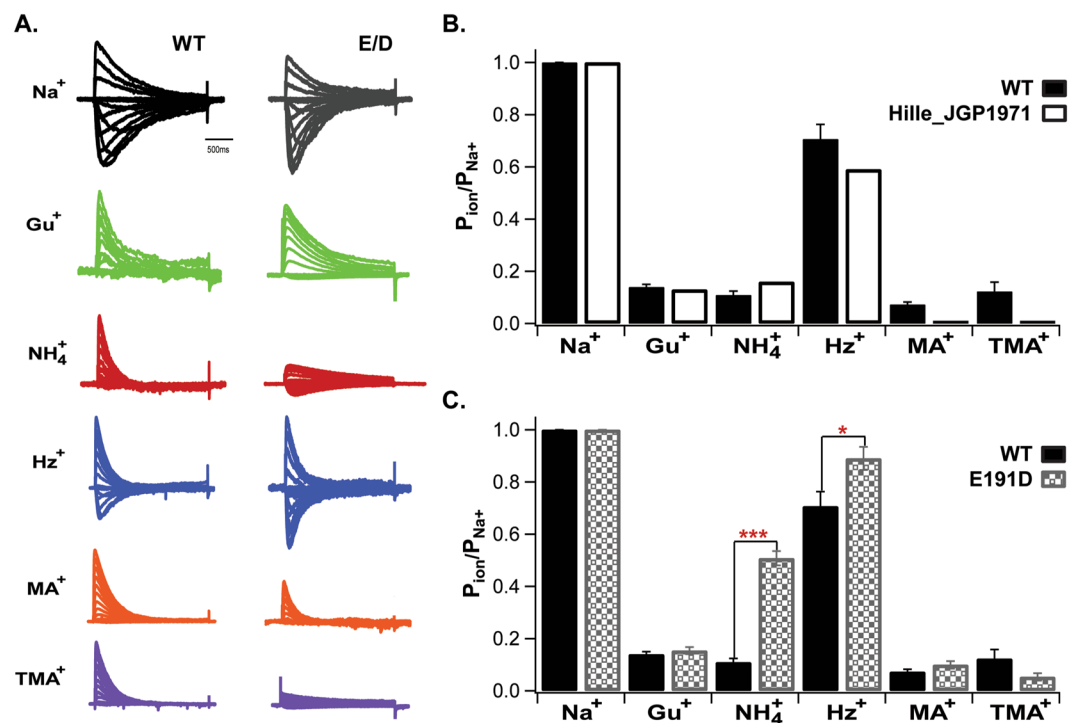 A.
WT E/D
Na+
500ms
Gu+
NH4+
Hz+
MA+
TMA+
B.
WT
Hille_JGP1971
Pion/PNa+
1.0
0.8
0.6
0.4
0.2
0.0
Na+ Gu+ NH4+ Hz+ MA+ TMA+
C.
WT
E191D
Pion/PNa+
1.0
0.8
0.6
0.4
0.2
0.0
*
***
Na+ Gu+ NH4+ Hz+ MA+ TMA+